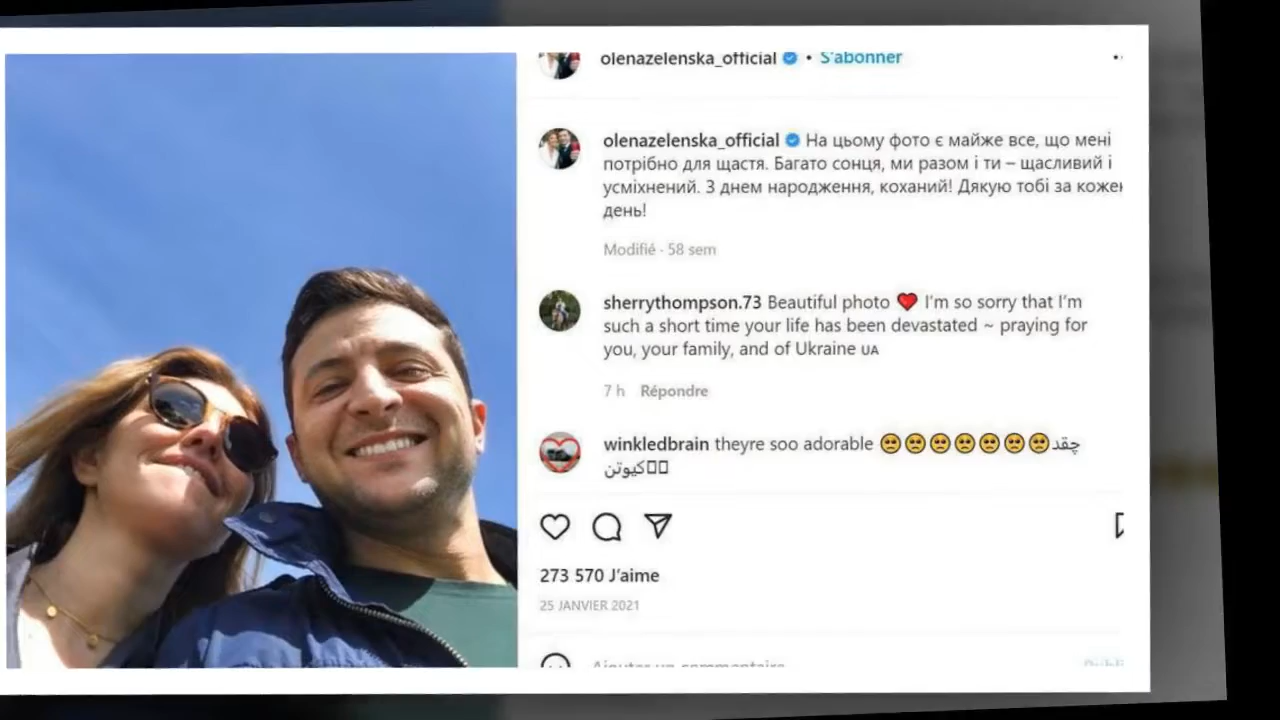 olenazelenska_official • S'abonner
olenazelenska_official На цьому фото є майже все, що мені
потрібно для щастя. Багато сонця, ми разом і ти – щасливий і
усміхнений. З днем народження, коханий! Дякую тобі за кожен
день!
Modifié · 58 sem
sherrythompson.73 Beautiful photo ❤️ I'm so sorry that I'm
such a short time your life has been devastated ~ praying for
you, your family, and of Ukraine UA
7 h Répondre
winkledbrain theyre soo adorable 🥺🥺🥺🥺🥺🥺🥺چقد
کیوتن
273 570 J'aime
25 JANVIER 2021
Ajouter un commentaire